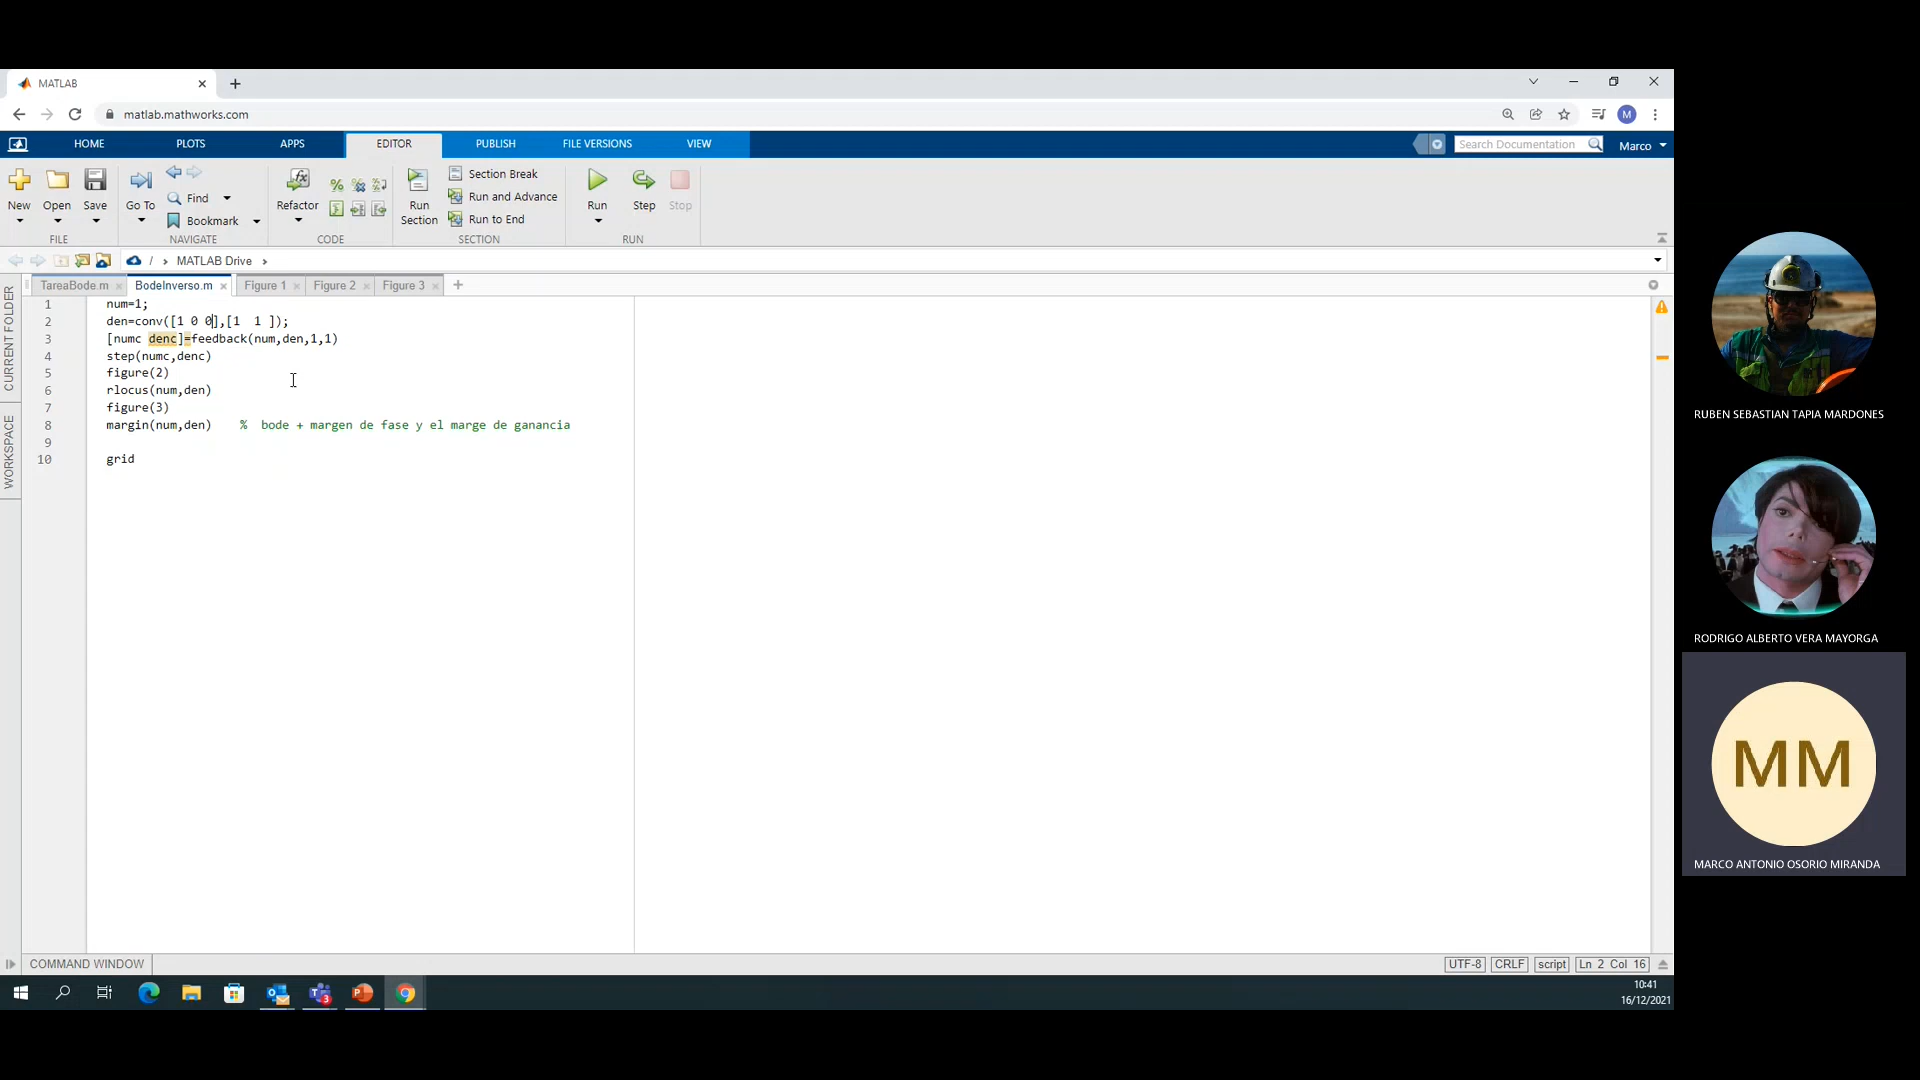 MATLAB
matlab.mathworks.com
M
HOME PLOTS APPS EDITOR PUBLISH FILE VERSIONS VIEW
Search Documentation
Marco
New
Open
Save
FILE
Go To
Find
Bookmark
NAVIGATE
Refactor
CODE
Run Section
Section Break
Run and Advance
Run to End
SECTION
Run
Step
Stop
RUN
/ › MATLAB Drive ›
TareaBode.m BodeInverso.m Figure 1 Figure 2 Figure 3
CURRENT FOLDER
WORKSPACE
1 num=1;
2 den=conv([1 0 0],[1  1 ]);
3 [numc denc]=feedback(num,den,1,1)
4 step(numc,denc)
5 figure(2)
6 rlocus(num,den)
7 figure(3)
8 margin(num,den)    %  bode + margen de fase y el marge de ganancia
9
10 grid
COMMAND WINDOW
UTF-8 CRLF script Ln 2 Col 16
3
10:41
16/12/2021
RUBEN SEBASTIAN TAPIA MARDONES
RODRIGO ALBERTO VERA MAYORGA
MM
MARCO ANTONIO OSORIO MIRANDA